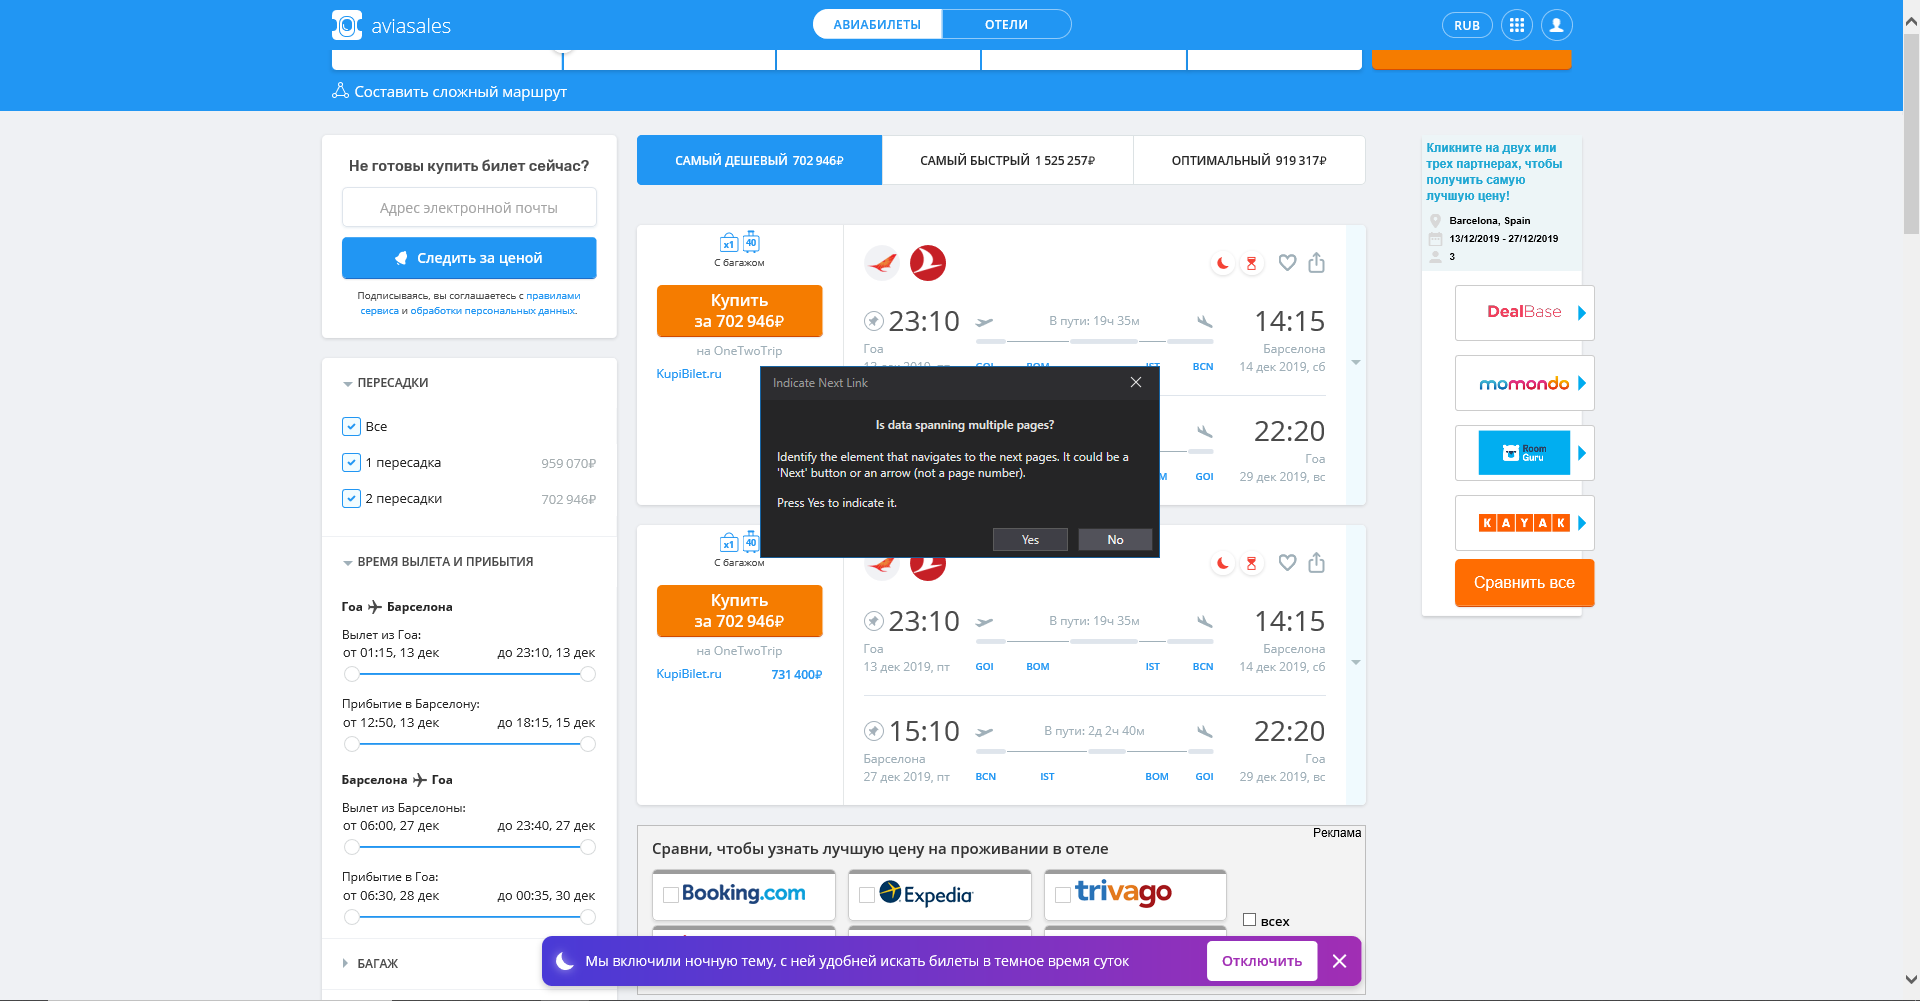 aviasales
АВИАБИЛЕТЫ
ОТЕЛИ
RUB
Составить сложный маршрут
Не готовы купить билет сейчас?
Адрес электронной почты
Следить за ценой
Подписываясь, вы соглашаетесь с правилами
сервиса и обработки персональных данных.
ПЕРЕСАДКИ
Все
1 пересадка 959 070₽
2 пересадки 702 946₽
ВРЕМЯ ВЫЛЕТА И ПРИБЫТИЯ
Гоа Барселона
Вылет из Гоа:
от 01:15, 13 дек до 23:10, 13 дек
Прибытие в Барселону:
от 12:50, 13 дек до 18:15, 15 дек
Барселона Гоа
Вылет из Барселоны:
от 06:00, 27 дек до 23:40, 27 дек
Прибытие в Гоа:
от 06:30, 28 дек до 00:35, 30 дек
БАГАЖ
САМЫЙ ДЕШЕВЫЙ 702 946₽
САМЫЙ БЫСТРЫЙ 1 525 257₽
ОПТИМАЛЬНЫЙ 919 317₽
x1 40
С багажом
Купить
за 702 946₽
на OneTwoTrip
KupiBilet.ru
23:10 В пути: 19ч 35м 14:15
Гоа Барселона
13 дек 2019, пт GOI BOM IST BCN 14 дек 2019, сб
22:20
Гоа
GOI 29 дек 2019, вс
Indicate Next Link
Is data spanning multiple pages?
Identify the element that navigates to the next pages. It could be a
'Next' button or an arrow (not a page number).
Press Yes to indicate it.
Yes No
x1 40
С багажом
Купить
за 702 946₽
на OneTwoTrip
KupiBilet.ru 731 400₽
23:10 В пути: 19ч 35м 14:15
Гоа Барселона
13 дек 2019, пт GOI BOM IST BCN 14 дек 2019, сб
15:10 В пути: 2д 2ч 40м 22:20
Барселона Гоа
27 дек 2019, пт BCN IST BOM GOI 29 дек 2019, вс
Реклама
Сравни, чтобы узнать лучшую цену на проживании в отеле
Booking.com
Expedia
trivago
всех
Мы включили ночную тему, с ней удобней искать билеты в темное время суток
Отключить
Кликните на двух или
трех партнерах, чтобы
получить самую
лучшую цену!
Barcelona, Spain
13/12/2019 - 27/12/2019
3
DealBase
momondo
Room
Guru
KAYAK
Сравнить все